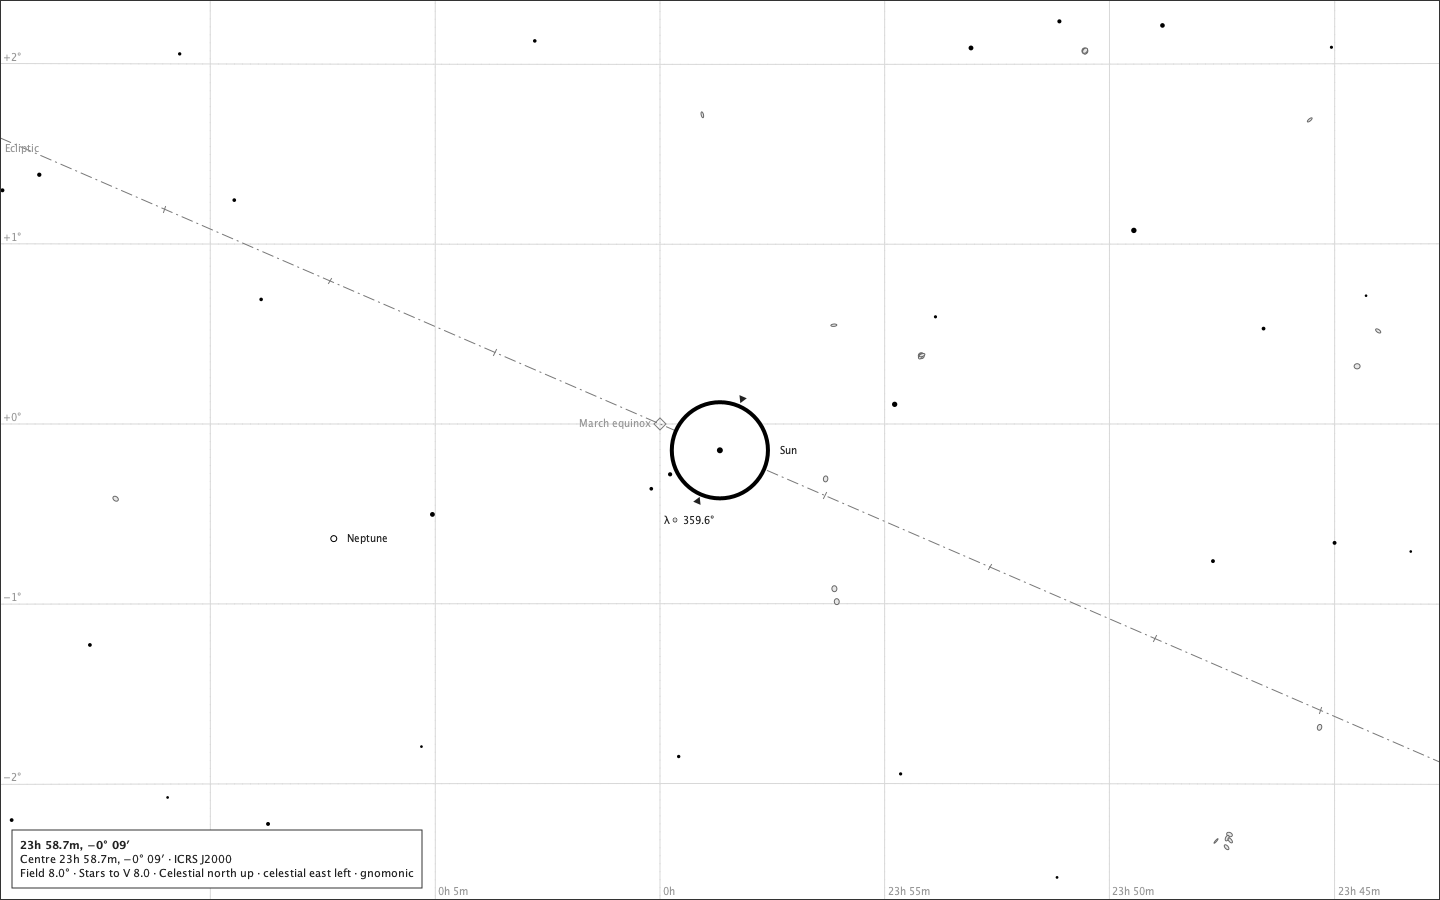 +2°
Ecliptic
+1°
+0°
March equinox
Sun
λ☉ 359.6°
Neptune
−1°
−2°
23h 58.7m, −0° 09′
Centre 23h 58.7m, −0° 09′ · ICRS J2000
Field 8.0° · Stars to V 8.0 · Celestial north up · celestial east left · gnomonic
0h 5m
0h
23h 55m
23h 50m
23h 45m